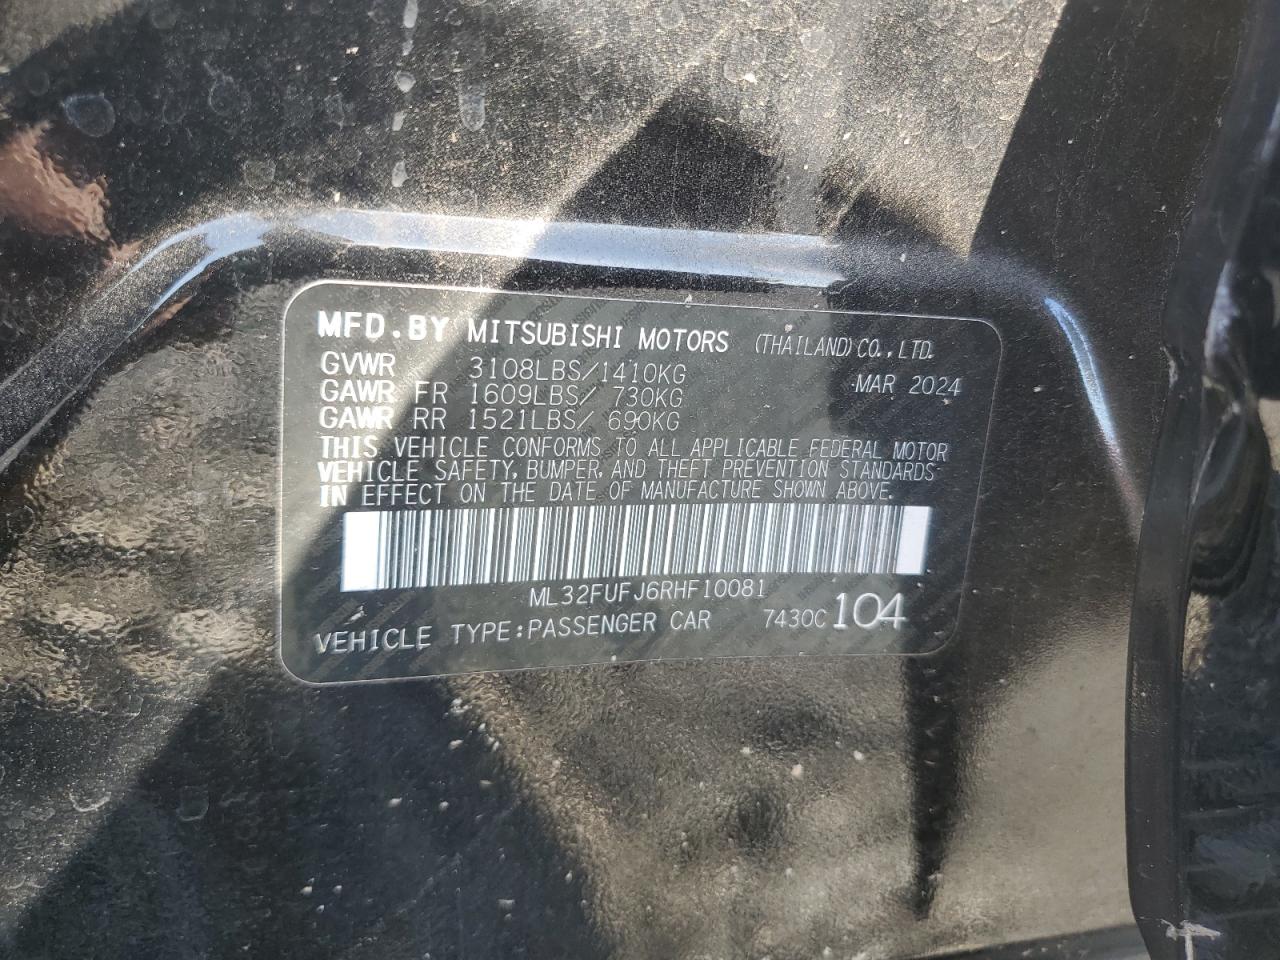 MFD.BY MITSUBISHI MOTORS (THAILAND)CO.,LTD.
GVWR 3108LBS/1410KG MAR 2024
GAWR FR 1609LBS/ 730KG
GAWR RR 1521LBS/ 690KG
THIS VEHICLE CONFORMS TO ALL APPLICABLE FEDERAL MOTOR
VEHICLE SAFETY, BUMPER, AND THEFT PREVENTION STANDARDS
IN EFFECT ON THE DATE OF MANUFACTURE SHOWN ABOVE.
ML32FUFJ6RHF10081
VEHICLE TYPE:PASSENGER CAR 7430C 104